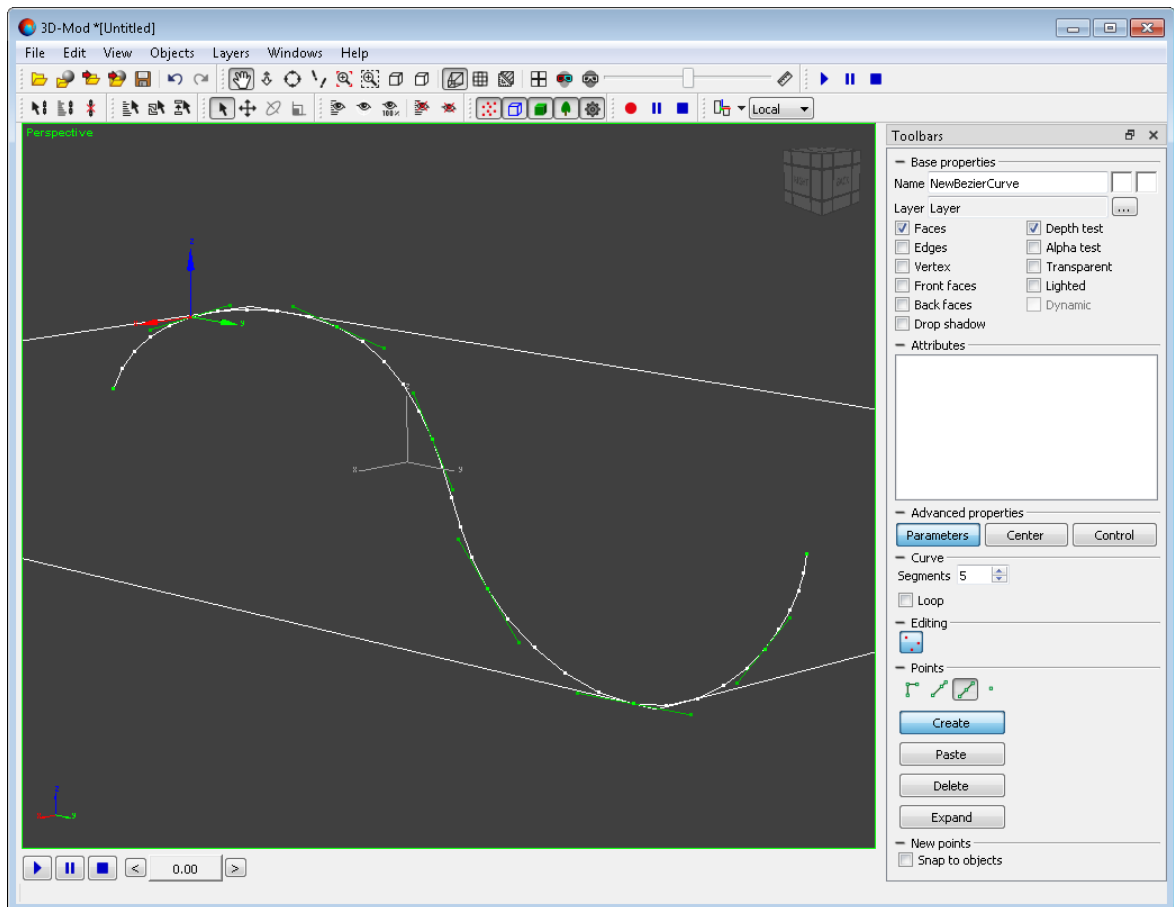 3D-Mod *[Untitled]
File Edit View Objects Layers Windows Help
100%
Local
Perspective
Toolbars
Base properties
Name NewBezierCurve
Layer Layer ...
Faces Depth test
Edges Alpha test
Vertex Transparent
Front faces Lighted
Back faces Dynamic
Drop shadow
Attributes
z
y
z
x y
Advanced properties
Parameters Center Control
Curve
Segments 5
Loop
Editing
Points
Create
Paste
Delete
Expand
New points
Snap to objects
z
x y
< 0.00 >